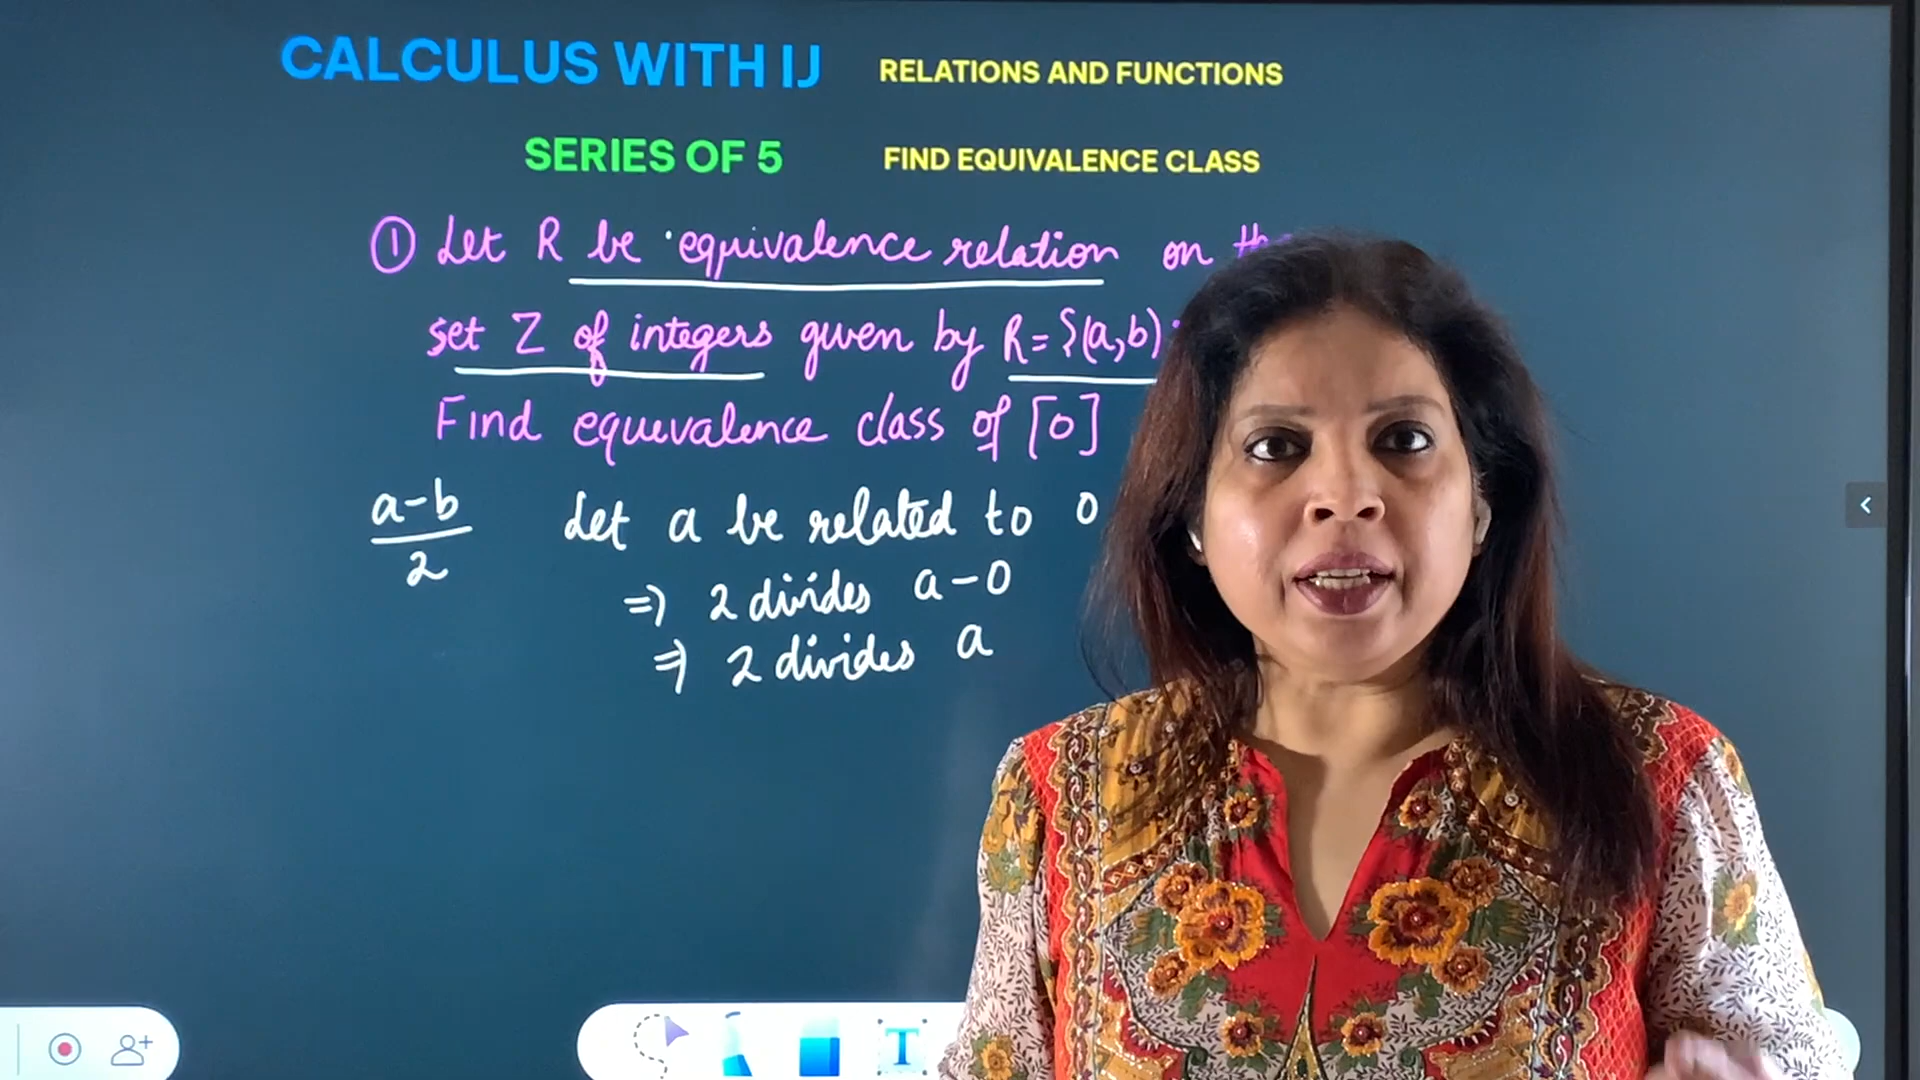 CALCULUS WITH IJ RELATIONS AND FUNCTIONS
SERIES OF 5 FIND EQUIVALENCE CLASS
① Let R be equivalence relation on
set Z of integers given by R = {(a,b)
Find equivalence class of [0]
a-b
2
Let a be related to 0
⇒ 2 divides a-0
⇒ 2 divides a
T